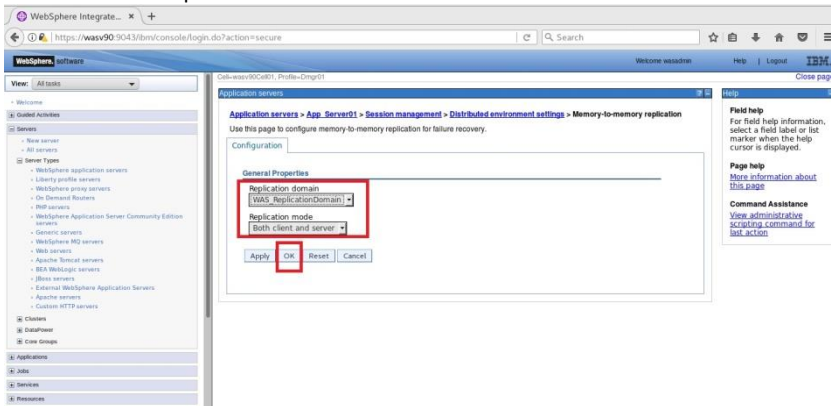 WebSphere Integrate...
https://wasv90:9043/ibm/console/login.do?action=secure
Search
WebSphere. software
Welcome wasadmin
Help | Logout
IBM.
View: All tasks
Cell=wasv90Cell01, Profile=Dmgr01
Close page
Welcome
Guided Activities
Servers
New server
All servers
Server Types
WebSphere application servers
Liberty profile servers
WebSphere proxy servers
On Demand Routers
PHP servers
WebSphere Application Server Community Edition
servers
Generic servers
WebSphere MQ servers
Web servers
Apache Tomcat servers
BEA WebLogic servers
JBoss servers
External WebSphere Application Servers
Apache servers
Custom HTTP servers
Clusters
DataPower
Core Groups
Applications
Jobs
Services
Resources
Application servers
Application servers > App_Server01 > Session management > Distributed environment settings > Memory-to-memory replication
Use this page to configure memory-to-memory replication for failure recovery.
Configuration
General Properties
Replication domain
WAS_ReplicationDomain
Replication mode
Both client and server
Apply OK Reset Cancel
Help
Field help
For field help information,
select a field label or list
marker when the help
cursor is displayed.
Page help
More information about
this page
Command Assistance
View administrative
scripting command for
last action